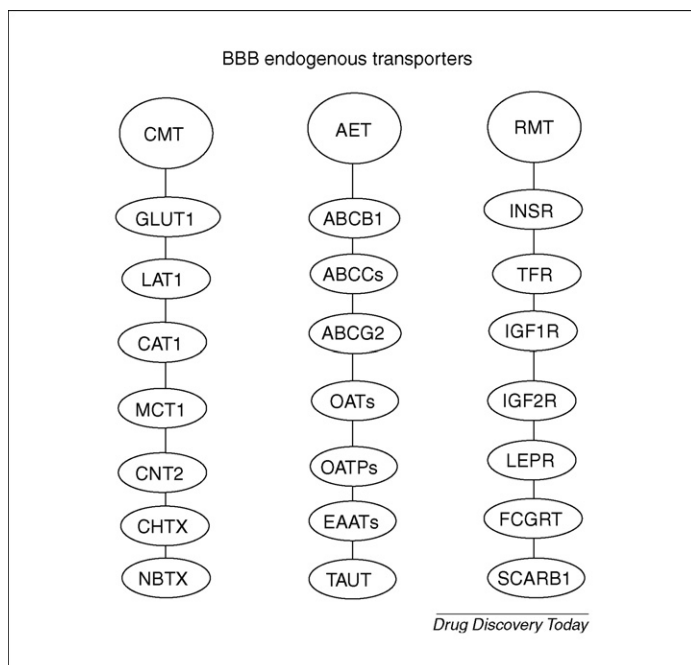 BBB endogenous transporters
CMT
GLUT1
LAT1
CAT1
MCT1
CNT2
CHTX
NBTX
AET
ABCB1
ABCCs
ABCG2
OATs
OATPs
EAATs
TAUT
RMT
INSR
TFR
IGF1R
IGF2R
LEPR
FCGRT
SCARB1
Drug Discovery Today